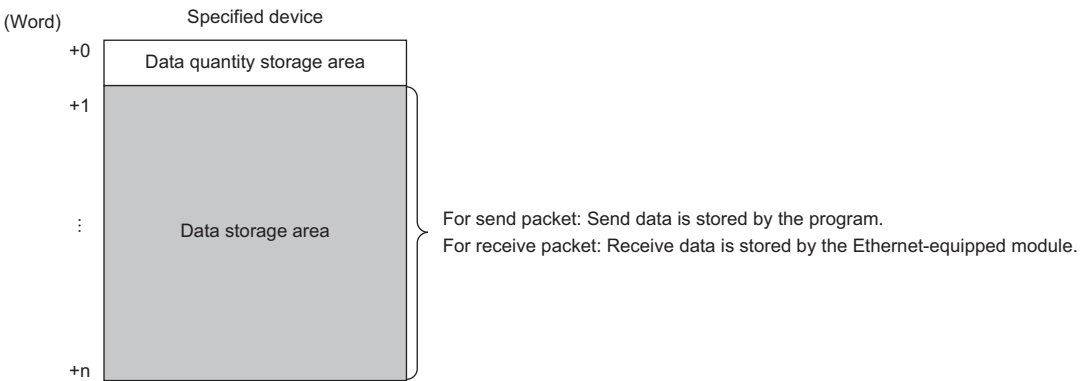 Specified device
(Word)
+0
Data quantity storage area
+1
⋮
Data storage area
For send packet: Send data is stored by the program.
For receive packet: Receive data is stored by the Ethernet-equipped module.
+n